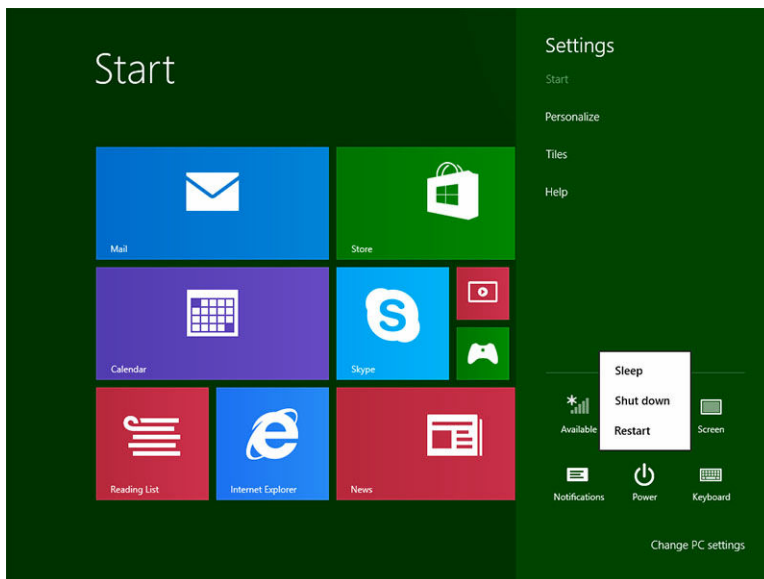 Start
Mail
Store
Calendar
Skype
Reading List
Internet Explorer
News
Settings
Start
Personalize
Tiles
Help
Sleep
Shut down
Restart
Available
Screen
Notifications
Power
Keyboard
Change PC settings